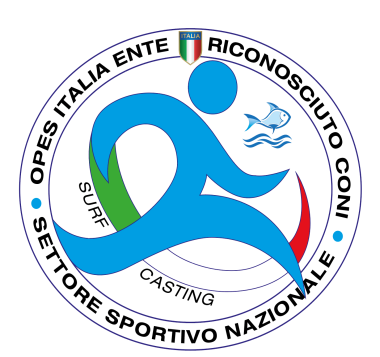 OPES ITALIA ENTE RICONOSCIUTO CONI
ITALIA
SETTORE SPORTIVO NAZIONALE
SURF CASTING